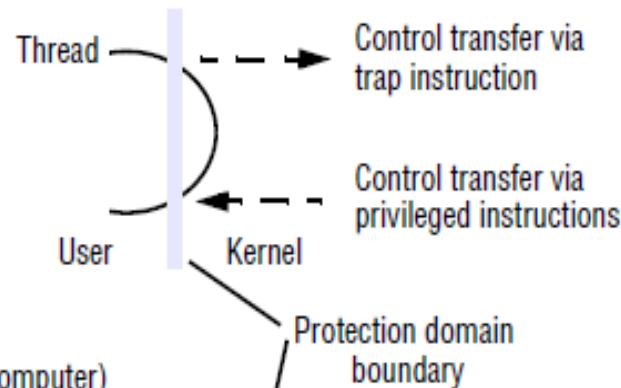 Thread
Control transfer via
trap instruction
Control transfer via
privileged instructions
User
Kernel
Protection domain
boundary
omputer)